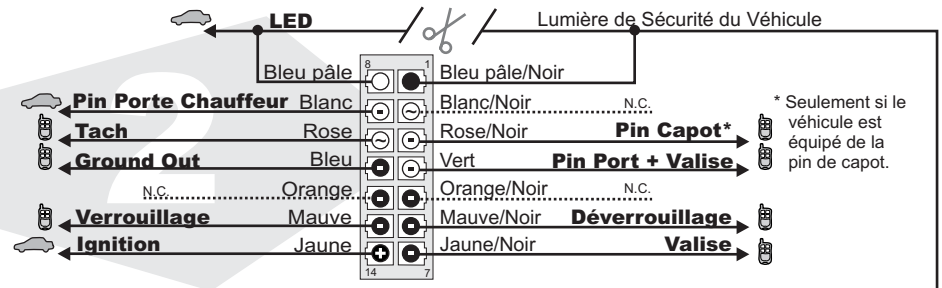 LED Lumière de Sécurité du Véhicule
8 1
Bleu pâle Bleu pâle/Noir
Pin Porte Chauffeur Blanc Blanc/Noir N.C.
Tach Rose Rose/Noir Pin Capot*
Ground Out Bleu Vert Pin Port + Valise
N.C. Orange Orange/Noir N.C.
Verrouillage Mauve Mauve/Noir Déverrouillage
Ignition Jaune Jaune/Noir Valise
14 7
* Seulement si le
véhicule est
équipé de la
pin de capot.
2